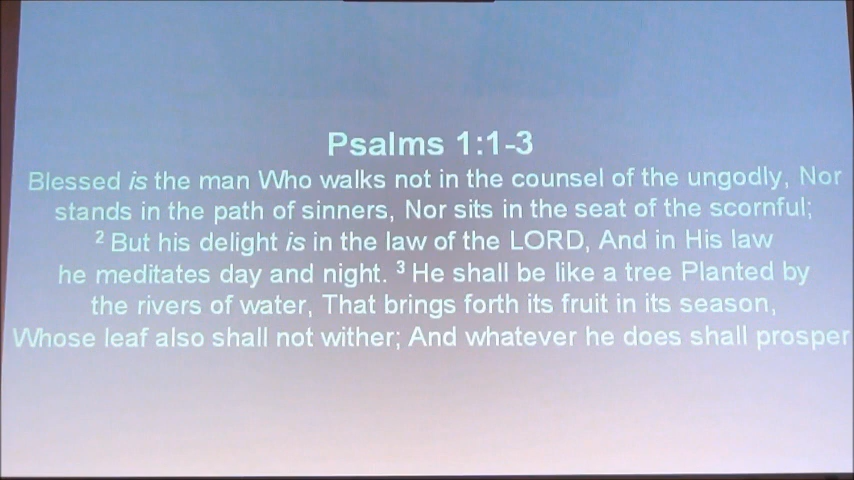 Psalms 1:1-3
Blessed is the man Who walks not in the counsel of the ungodly, Nor
stands in the path of sinners, Nor sits in the seat of the scornful;
2 But his delight is in the law of the LORD, And in His law
he meditates day and night. 3 He shall be like a tree Planted by
the rivers of water, That brings forth its fruit in its season,
Whose leaf also shall not wither; And whatever he does shall prosper